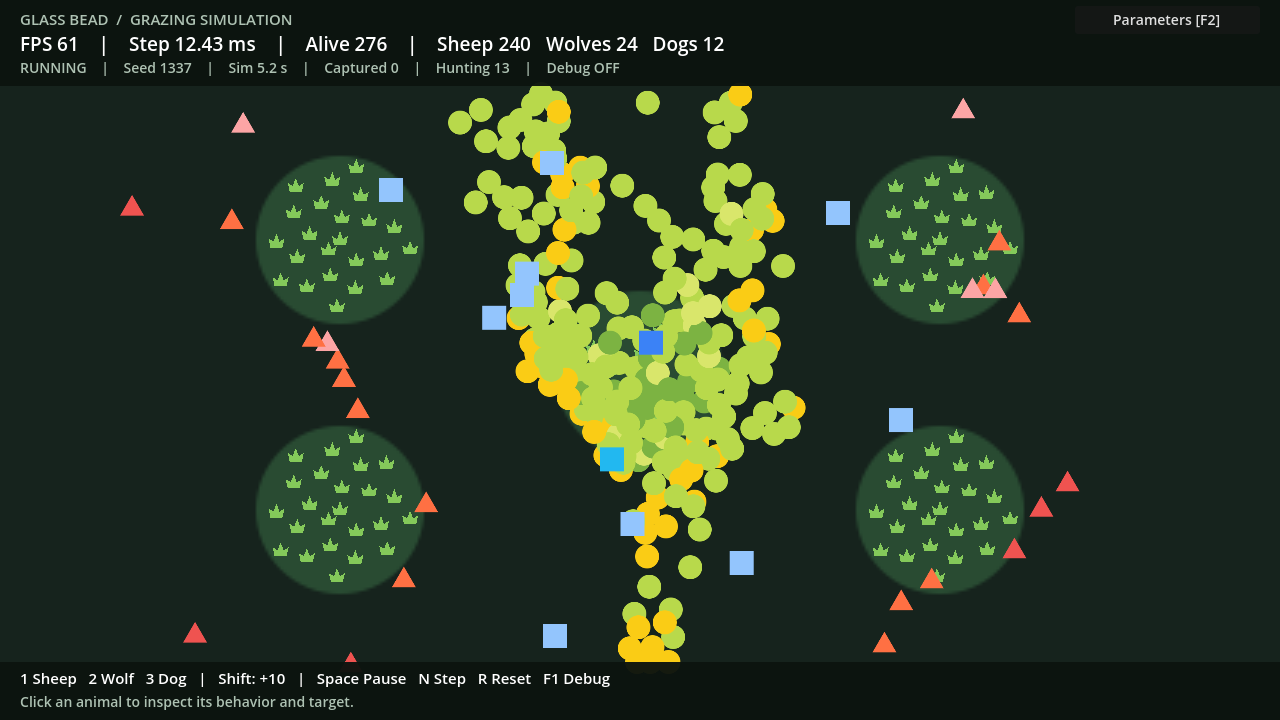 GLASS BEAD / GRAZING SIMULATION
Parameters [F2]
FPS 61 | Step 12.43 ms | Alive 276 | Sheep 240 Wolves 24 Dogs 12
RUNNING | Seed 1337 | Sim 5.2 s | Captured 0 | Hunting 13 | Debug OFF
1 Sheep 2 Wolf 3 Dog | Shift: +10 | Space Pause N Step R Reset F1 Debug
Click an animal to inspect its behavior and target.